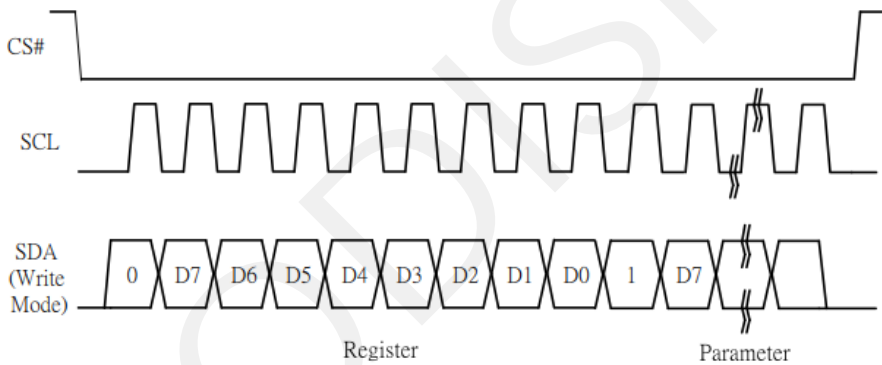 CS#
SCL
SDA
(Write
Mode)
0 D7 D6 D5 D4 D3 D2 D1 D0 1 D7
Register Parameter